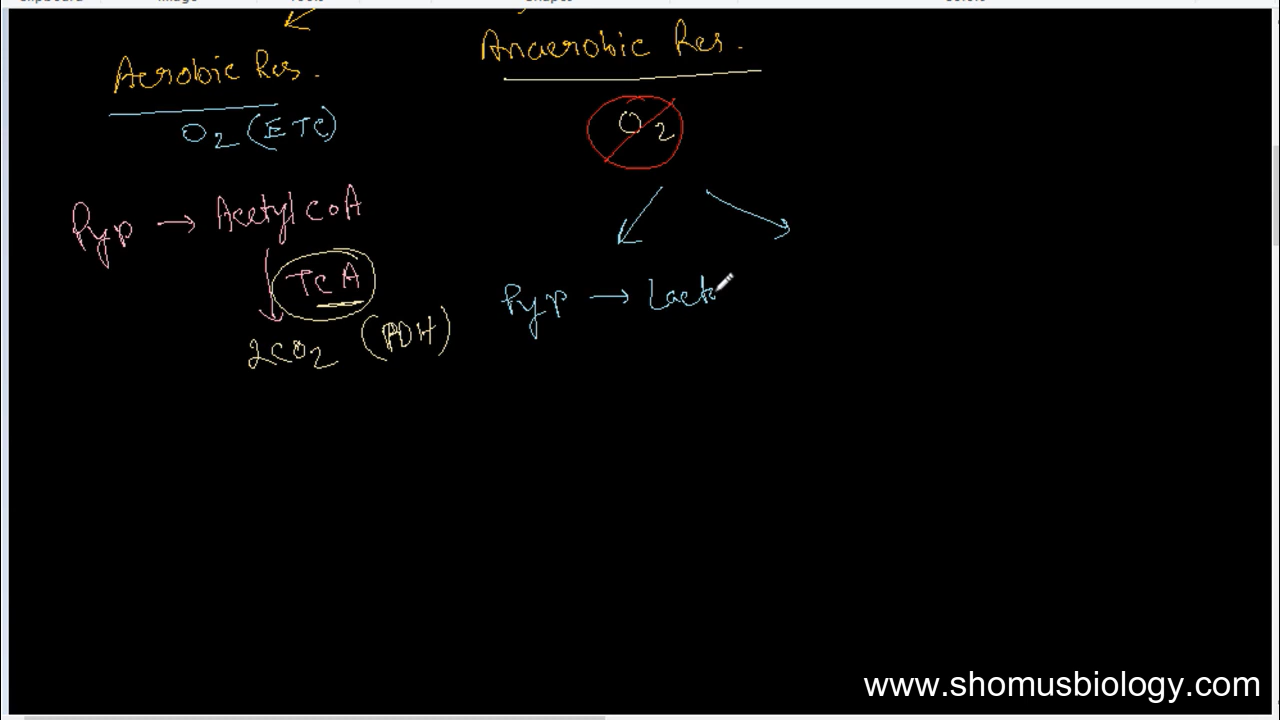 Aerobic Res.
O2 (ETC)
Pyr → Acetyl CoA
TCA
2CO2 (PDH)
Anaerobic Res.
O2
Pyr → Lact
www.shomusbiology.com